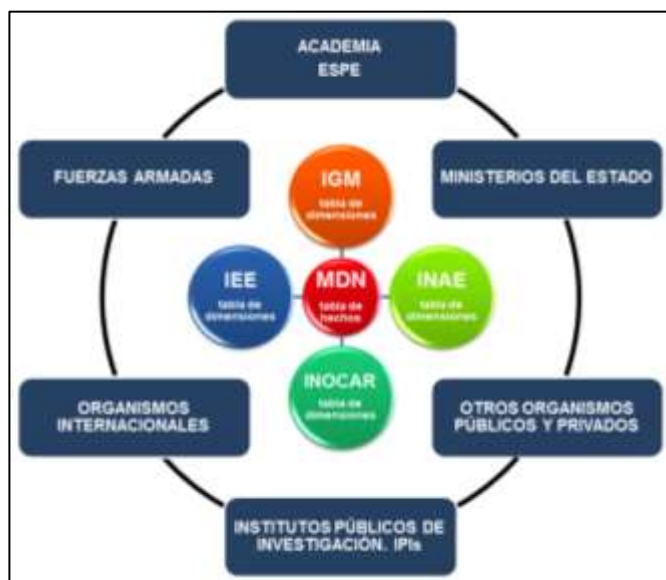 ACADEMIA
ESPE
FUERZAS ARMADAS
MINISTERIOS DEL ESTADO
IGM
tabla de
dimensiones
IEE
tabla de
dimensiones
MDN
tabla de
hechos
INAE
tabla de
dimensiones
INOCAR
tabla de
dimensiones
ORGANISMOS
INTERNACIONALES
OTROS ORGANISMOS
PÚBLICOS Y PRIVADOS
INSTITUTOS PÚBLICOS DE
INVESTIGACIÓN. IPIs